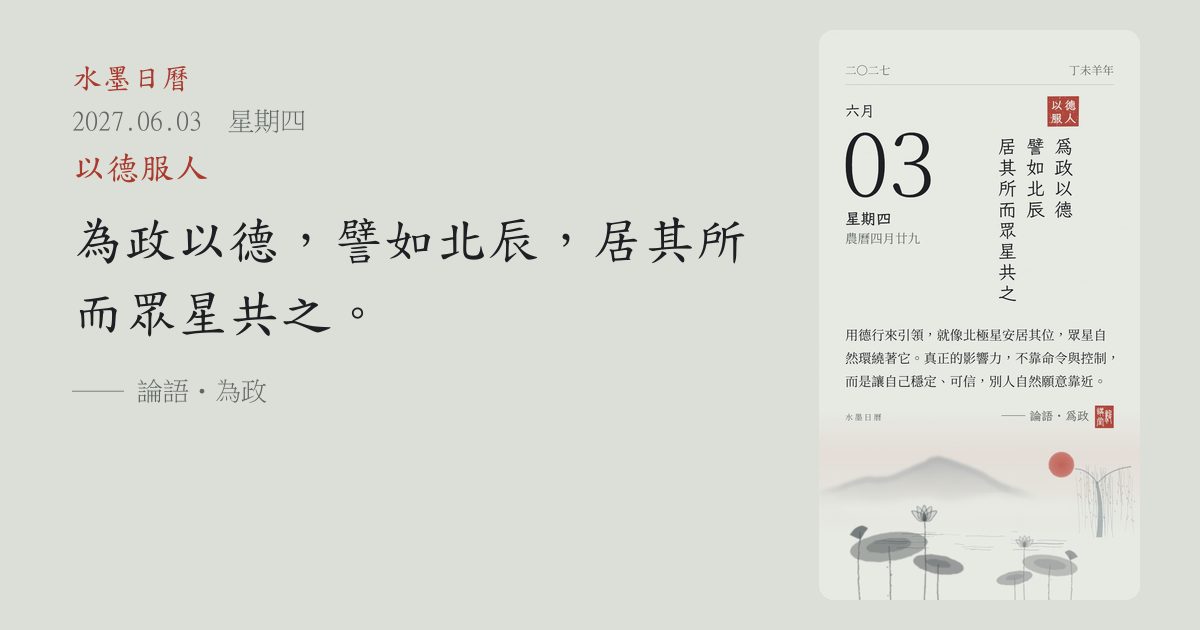 水墨日曆
2027.06.03 星期四
以德服人
為政以德，譬如北辰，居其所
而眾星共之。
—— 論語・為政
二〇二七
丁未羊年
六月
03
星期四
農曆四月廿九
以德
服人
爲政以德
譬如北辰
居其所而眾星共之
用德行來引領，就像北極星安居其位，眾星自
然環繞著它。真正的影響力，不靠命令與控制，
而是讓自己穩定、可信，別人自然願意靠近。
水墨日曆
—— 論語・爲政